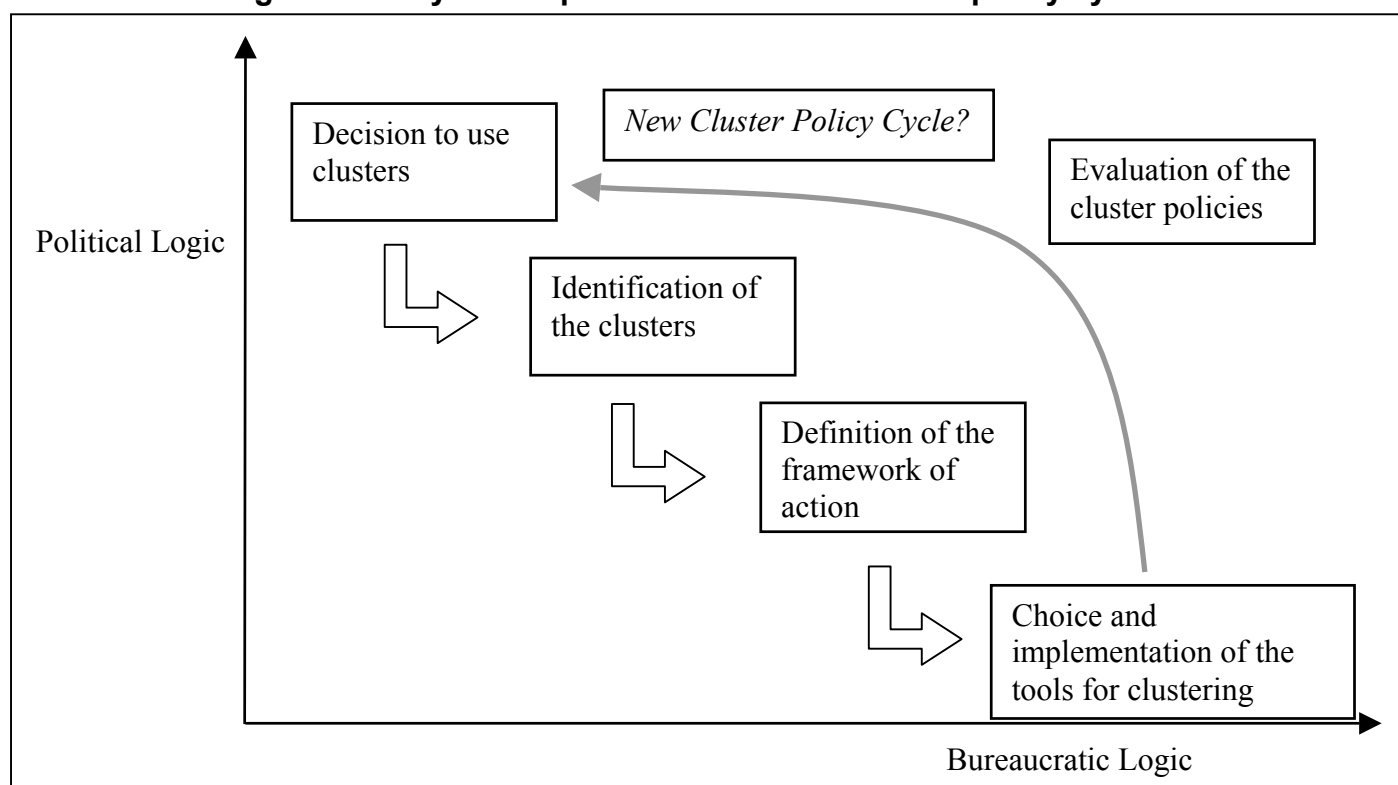 Decision to use
clusters
New Cluster Policy Cycle?
Evaluation of the
cluster policies
Political Logic
Identification of
the clusters
Definition of the
framework of
action
Choice and
implementation of the
tools for clustering
Bureaucratic Logic